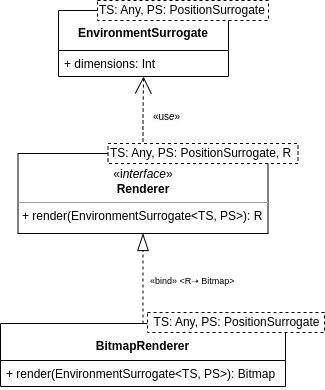 TS: Any, PS: PositionSurrogate
EnvironmentSurrogate
+ dimensions: Int
«use»
TS: Any, PS: PositionSurrogate, R
«interface»
Renderer
+ render(EnvironmentSurrogate<TS, PS>): R
«bind» <R→ Bitmap>
TS: Any, PS: PositionSurrogate
BitmapRenderer
+ render(EnvironmentSurrogate<TS, PS>): Bitmap